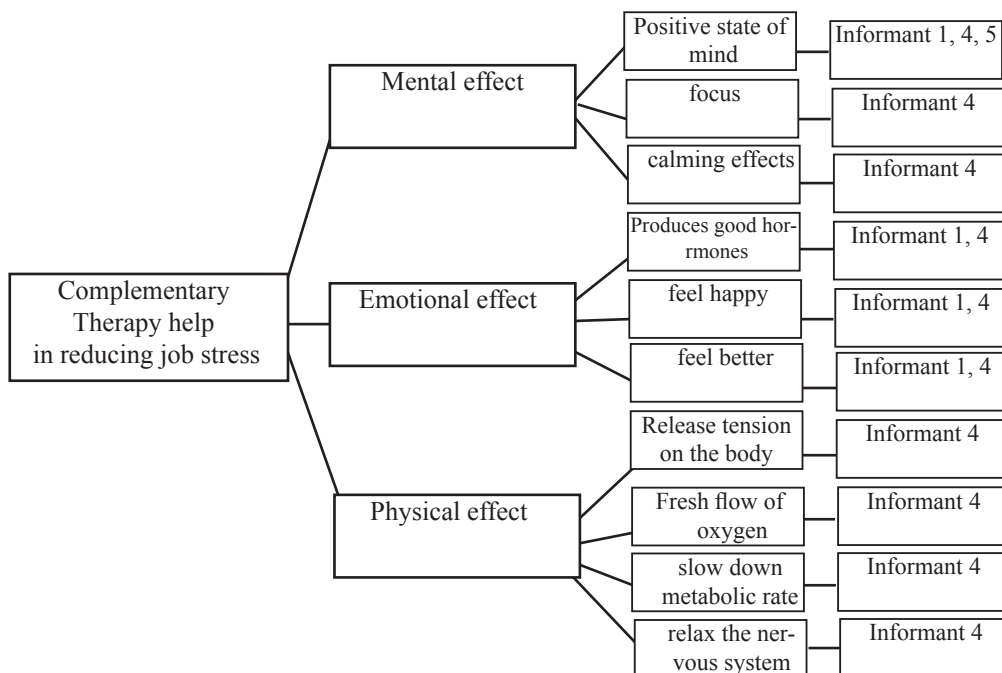 Positive state of
mind
Informant 1, 4, 5
Mental effect
focus
Informant 4
calming effects
Informant 4
Produces good hor-
mones
Informant 1, 4
Complementary
Therapy help
in reducing job stress
Emotional effect
feel happy
Informant 1, 4
feel better
Informant 1, 4
Release tension
on the body
Informant 4
Physical effect
Fresh flow of
oxygen
Informant 4
slow down
metabolic rate
Informant 4
relax the ner-
vous system
Informant 4